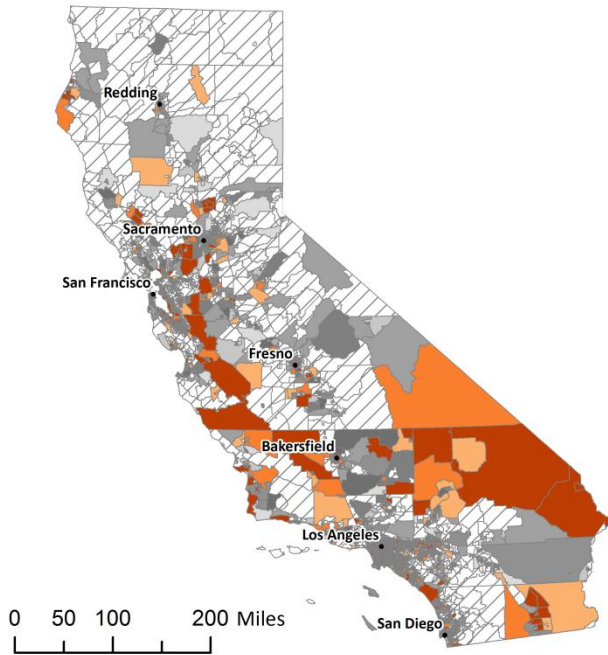 Redding
Sacramento
San Francisco
Fresno
Bakersfield
Los Angeles
San Diego
0 50 100 200 Miles